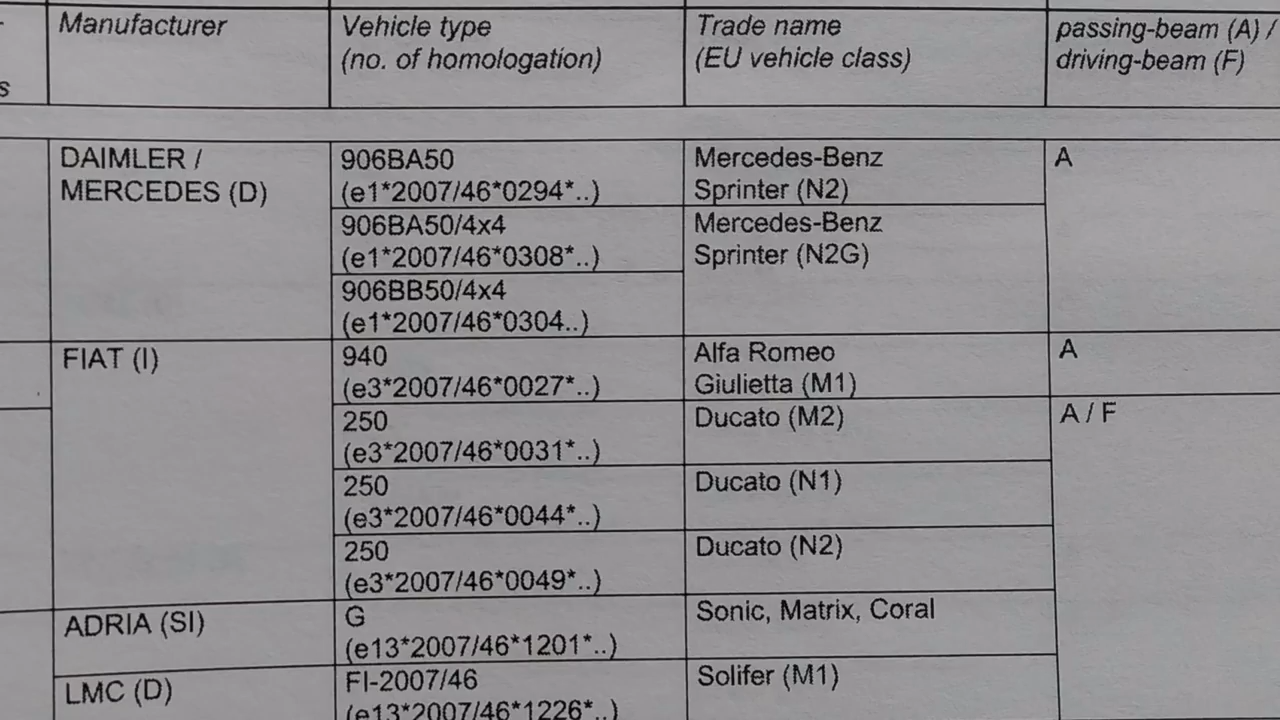 s
Manufacturer
Vehicle type
(no. of homologation)
Trade name
(EU vehicle class)
passing-beam (A) /
driving-beam (F)
DAIMLER /
MERCEDES (D)
906BA50
(e1*2007/46*0294*..)
Mercedes-Benz
Sprinter (N2)
A
906BA50/4x4
(e1*2007/46*0308*..)
Mercedes-Benz
Sprinter (N2G)
906BB50/4x4
(e1*2007/46*0304..)
FIAT (I)
940
(e3*2007/46*0027*..)
Alfa Romeo
Giulietta (M1)
A
250
(e3*2007/46*0031*..)
Ducato (M2)
A / F
250
(e3*2007/46*0044*..)
Ducato (N1)
250
(e3*2007/46*0049*..)
Ducato (N2)
ADRIA (SI)
G
(e13*2007/46*1201*..)
Sonic, Matrix, Coral
LMC (D)
FI-2007/46
(e13*2007/46*1226*..)
Solifer (M1)